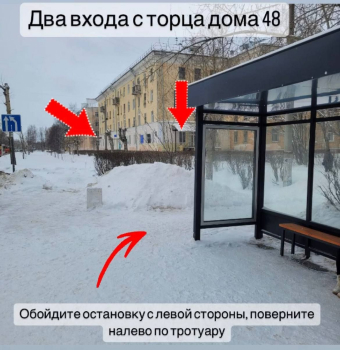 Два входа с торца дома 48
Обойдите остановку с левой стороны, поверните
налево по тротуару